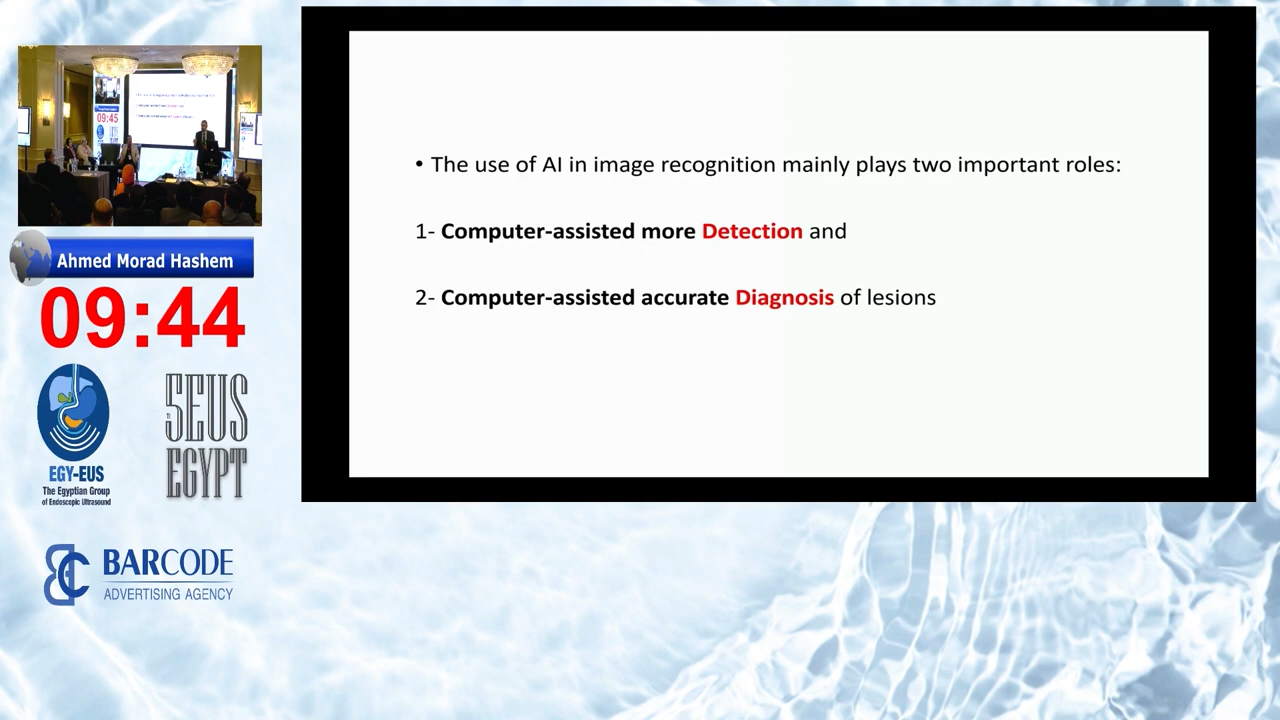 09:45
Ahmed Morad Hashem
09:44
EGY-EUS
The Egyptian Group
of Endoscopic Ultrasound
5EUS
EGYPT
BARCODE
ADVERTISING AGENCY
• The use of AI in image recognition mainly plays two important roles:
1- Computer-assisted more Detection and
2- Computer-assisted accurate Diagnosis of lesions